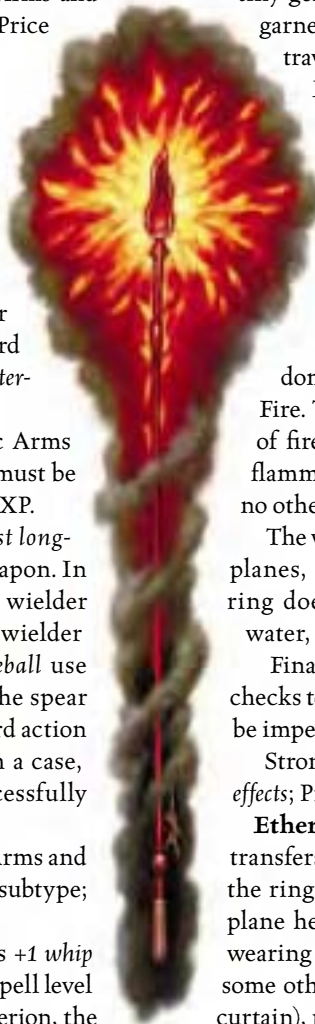 Price
r
rd
ter-
c Arms
must be
XP.
st long-
apon. In
wielder
wielder
eball use
he spear
rd action
n a case,
cessfully
rms and
subtype;
s +1 whip
pell level
erion, the
garne
trav
don
Fire. T
of fire
flamm
no othe
The v
planes,
ring doe
water,
Fina
checks to
be impe
Stron
effects; P
Ether
transfers
the ring
plane he
wearing
some oth
curtain),